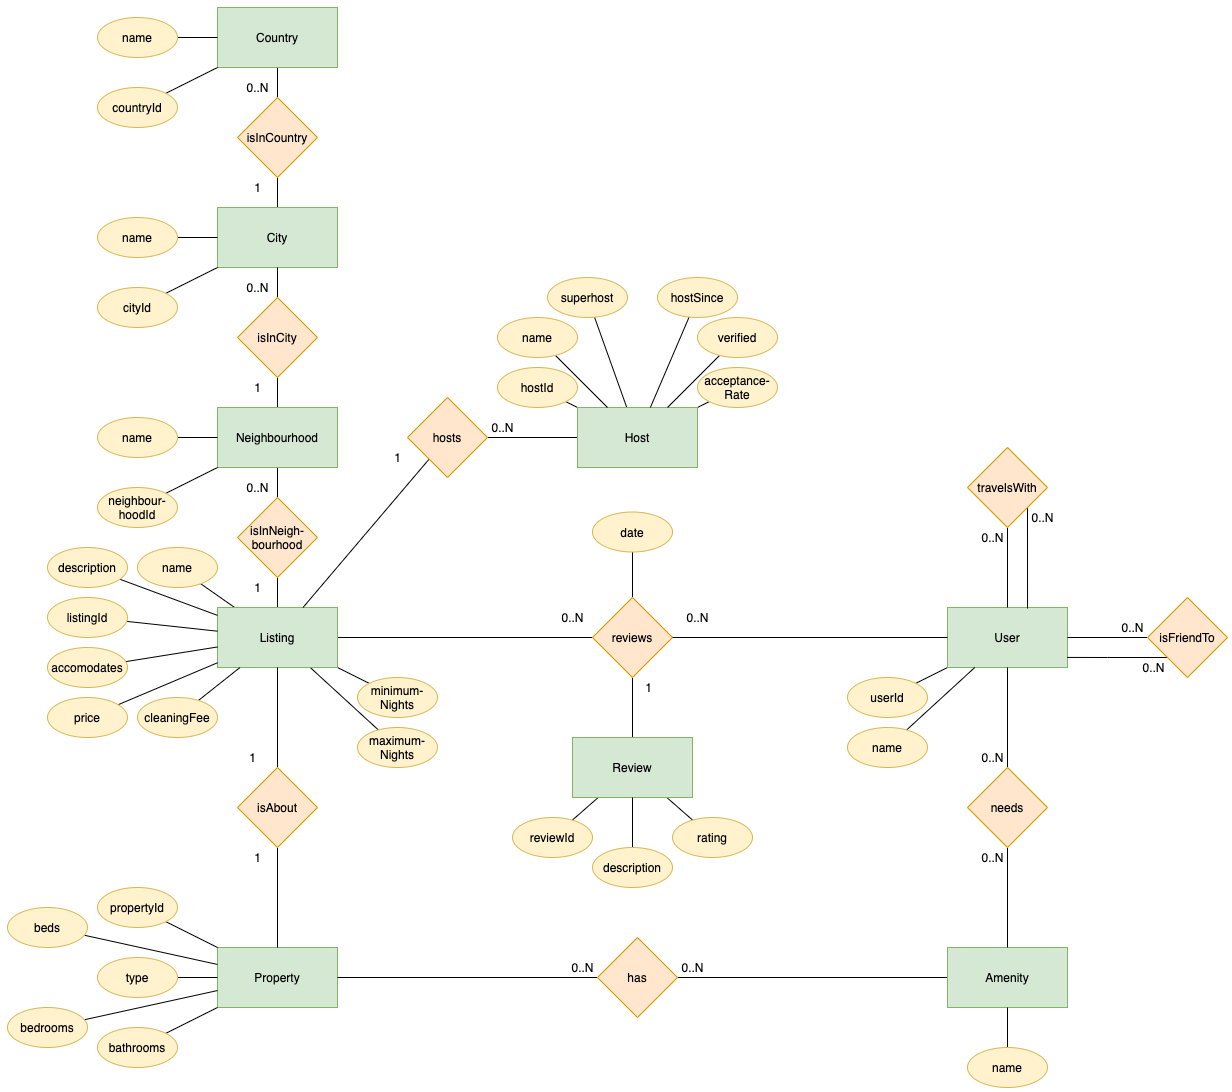 name
Country
countryId
0..N
isInCountry
1
name
City
cityId
0..N
isInCity
1
name
Neighbourhood
neighbour-
hoodId
0..N
isInNeigh-
bourhood
1
superhost
hostSince
name
verified
hostId
acceptance-
Rate
Host
hosts
0..N
1
description
name
listingId
accomodates
price
cleaningFee
Listing
minimum-
Nights
maximum-
Nights
date
0..N
reviews
0..N
1
Review
reviewId
description
rating
travelsWith
0..N
0..N
User
0..N
isFriendTo
0..N
userId
name
0..N
needs
0..N
1
isAbout
1
propertyId
beds
type
bedrooms
bathrooms
Property
0..N
has
0..N
Amenity
name